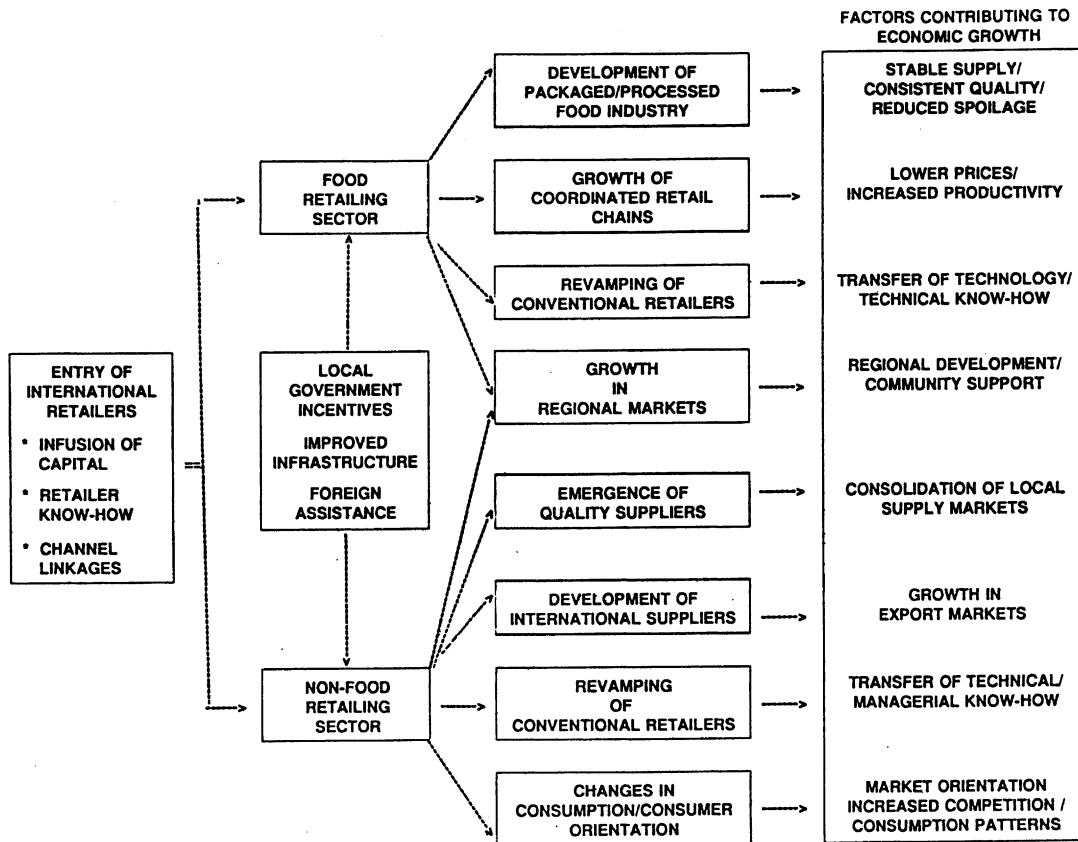 FACTORS CONTRIBUTING TO
ECONOMIC GROWTH
ENTRY OF
INTERNATIONAL
RETAILERS
* INFUSION OF
CAPITAL
* RETAILER
KNOW-HOW
* CHANNEL
LINKAGES
FOOD
RETAILING
SECTOR
LOCAL
GOVERNMENT
INCENTIVES
IMPROVED
INFRASTRUCTURE
FOREIGN
ASSISTANCE
NON-FOOD
RETAILING
SECTOR
DEVELOPMENT OF
PACKAGED/PROCESSED
FOOD INDUSTRY
GROWTH OF
COORDINATED RETAIL
CHAINS
REVAMPING OF
CONVENTIONAL RETAILERS
GROWTH
IN
REGIONAL MARKETS
EMERGENCE OF
QUALITY SUPPLIERS
DEVELOPMENT OF
INTERNATIONAL SUPPLIERS
REVAMPING
OF
CONVENTIONAL RETAILERS
CHANGES IN
CONSUMPTION/CONSUMER
ORIENTATION
STABLE SUPPLY/
CONSISTENT QUALITY/
REDUCED SPOILAGE
LOWER PRICES/
INCREASED PRODUCTIVITY
TRANSFER OF TECHNOLOGY/
TECHNICAL KNOW-HOW
REGIONAL DEVELOPMENT/
COMMUNITY SUPPORT
CONSOLIDATION OF LOCAL
SUPPLY MARKETS
GROWTH IN
EXPORT MARKETS
TRANSFER OF TECHNICAL/
MANAGERIAL KNOW-HOW
MARKET ORIENTATION
INCREASED COMPETITION /
CONSUMPTION PATTERNS